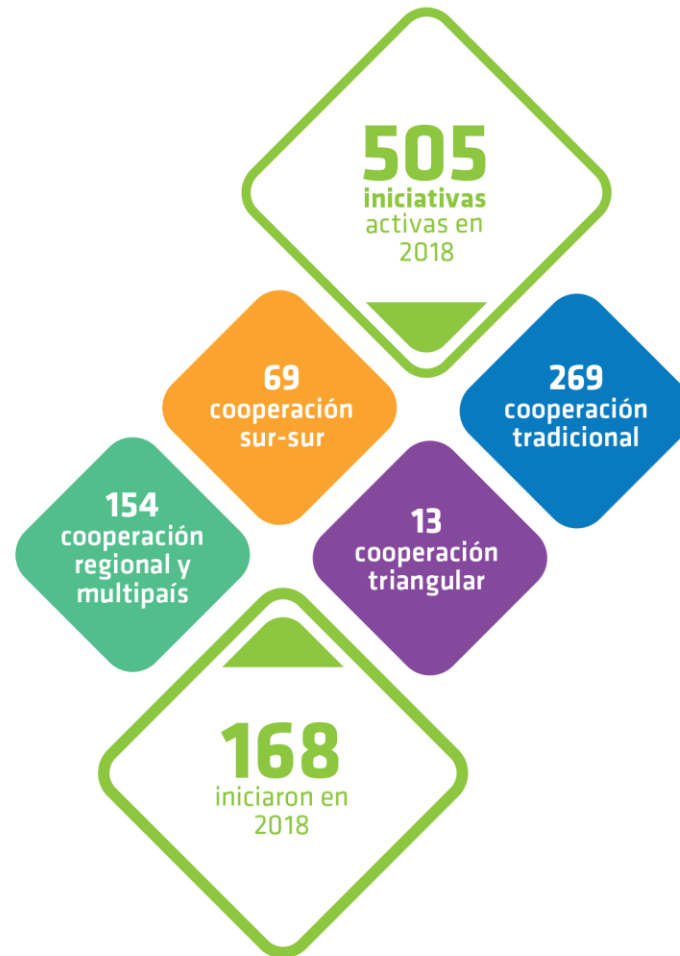 505
iniciativas
activas en
2018
69
cooperación
sur-sur
269
cooperación
tradicional
154
cooperación
regional y
multipaís
13
cooperación
triangular
168
iniciaron en
2018